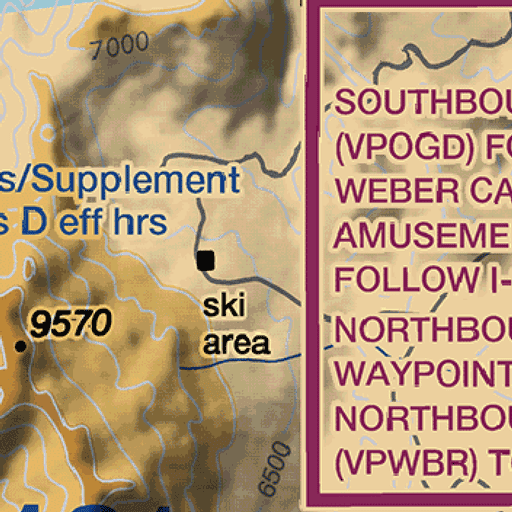 7000
s/Supplement
s D eff hrs
9570
ski
area
6500
SOUTHBOU
(VPOGD) FO
WEBER CA
AMUSEME
FOLLOW I-
NORTHBOU
WAYPOINT
NORTHBOU
(VPWBR) TO